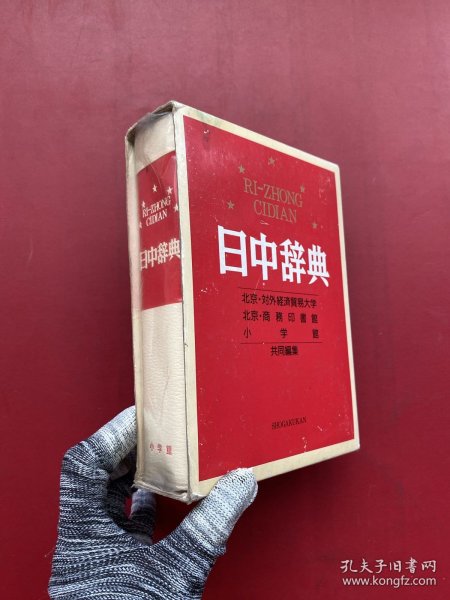 RI-ZHONG
CIDIAN
日中辞典
小学館
RI-ZHONG
CIDIAN
日中辞典
北京・対外経済貿易大学
北京・商務印書館
小学館
共同編集
SHOGAKUKAN
孔夫子旧书网
www.kongfz.com